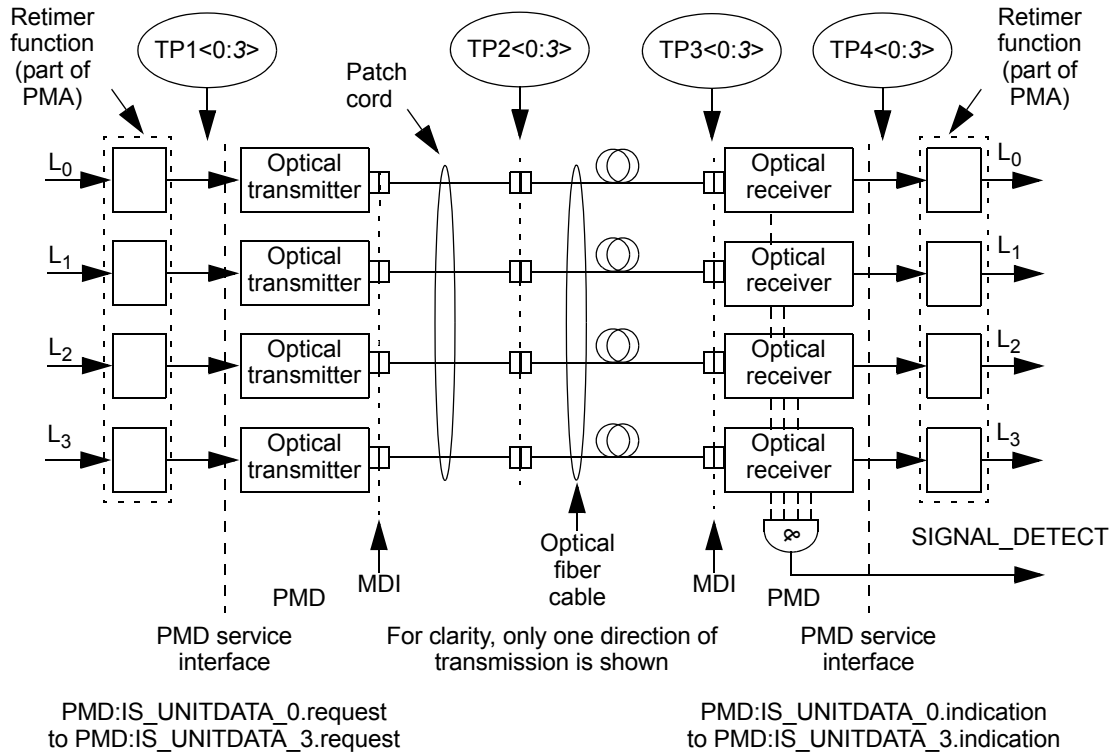 Retimer
function
(part of
PMA)
TP1<0:3>
Patch
cord
TP2<0:3>
TP3<0:3>
TP4<0:3>
Retimer
function
(part of
PMA)
L0
Optical
transmitter
Optical
receiver
L0
L1
Optical
transmitter
Optical
receiver
L1
L2
Optical
transmitter
Optical
receiver
L2
L3
Optical
transmitter
Optical
receiver
L3
&
SIGNAL_DETECT
MDI
Optical
fiber
cable
MDI
PMD
PMD
PMD service
interface
For clarity, only one direction of
transmission is shown
PMD service
interface
PMD:IS_UNITDATA_0.request
to PMD:IS_UNITDATA_3.request
PMD:IS_UNITDATA_0.indication
to PMD:IS_UNITDATA_3.indication